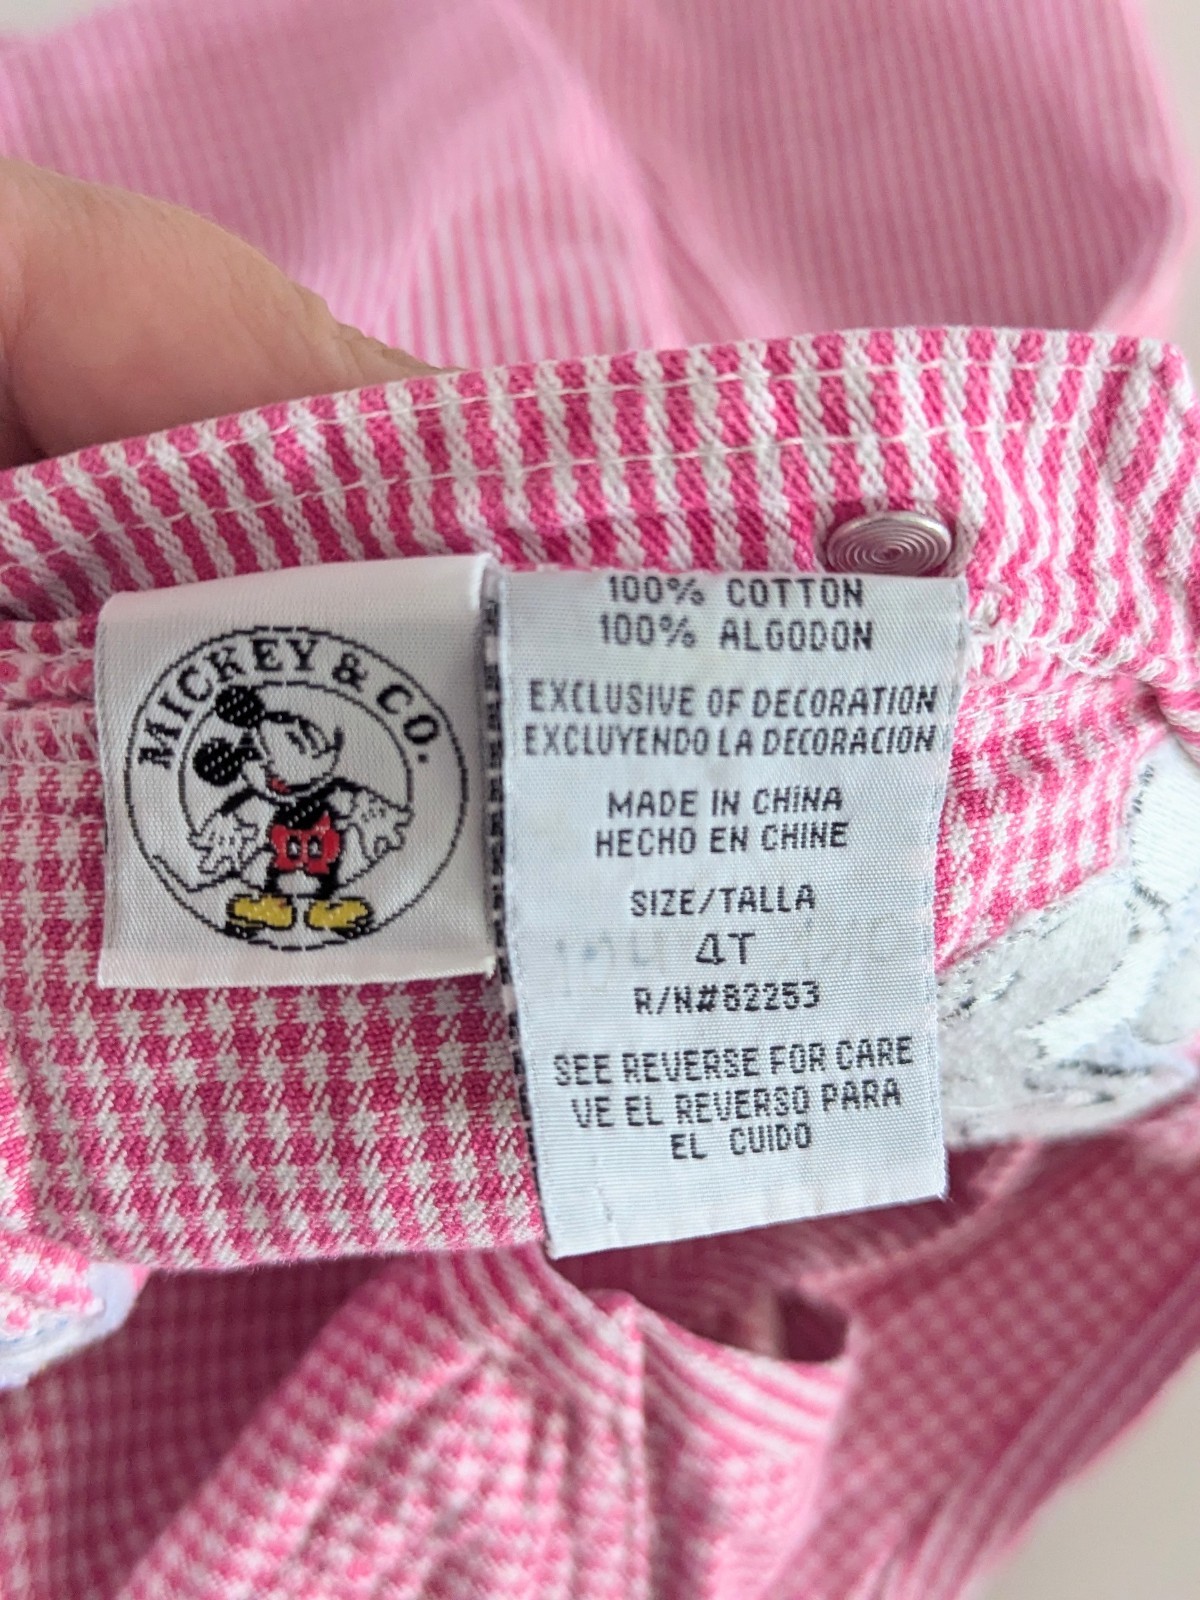 MICKEY & CO.
100% COTTON
100% ALGODON
EXCLUSIVE OF DECORATION
EXCLUYENDO LA DECORACION
MADE IN CHINA
HECHO EN CHINE
SIZE/TALLA
4T
R/N#62253
SEE REVERSE FOR CARE
VE EL REVERSO PARA
EL CUIDO